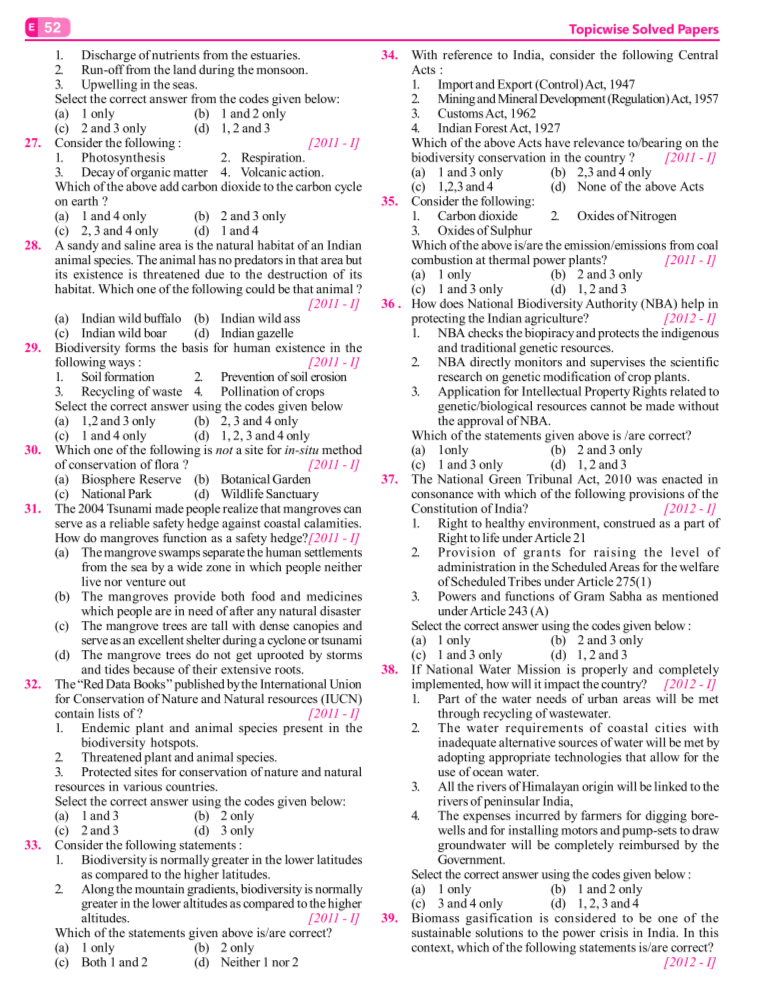 E 52
Topicwise Solved Papers
1. Discharge of nutrients from the estuaries.
2. Run-off from the land during the monsoon.
3. Upwelling in the seas.
Select the correct answer from the codes given below:
(a) 1 only (b) 1 and 2 only
(c) 2 and 3 only (d) 1, 2 and 3
27. Consider the following : [2011 - I]
1. Photosynthesis 2. Respiration.
3. Decay of organic matter 4. Volcanic action.
Which of the above add carbon dioxide to the carbon cycle
on earth ?
(a) 1 and 4 only (b) 2 and 3 only
(c) 2, 3 and 4 only (d) 1 and 4
28. A sandy and saline area is the natural habitat of an Indian
animal species. The animal has no predators in that area but
its existence is threatened due to the destruction of its
habitat. Which one of the following could be that animal ?
[2011 - I]
(a) Indian wild buffalo (b) Indian wild ass
(c) Indian wild boar (d) Indian gazelle
29. Biodiversity forms the basis for human existence in the
following ways : [2011 - I]
1. Soil formation 2. Prevention of soil erosion
3. Recycling of waste 4. Pollination of crops
Select the correct answer using the codes given below
(a) 1,2 and 3 only (b) 2, 3 and 4 only
(c) 1 and 4 only (d) 1, 2, 3 and 4 only
30. Which one of the following is not a site for in-situ method
of conservation of flora ? [2011 - I]
(a) Biosphere Reserve (b) Botanical Garden
(c) National Park (d) Wildlife Sanctuary
31. The 2004 Tsunami made people realize that mangroves can
serve as a reliable safety hedge against coastal calamities.
How do mangroves function as a safety hedge? [2011 - I]
(a) The mangrove swamps separate the human settlements
from the sea by a wide zone in which people neither
live nor venture out
(b) The mangroves provide both food and medicines
which people are in need of after any natural disaster
(c) The mangrove trees are tall with dense canopies and
serve as an excellent shelter during a cyclone or tsunami
(d) The mangrove trees do not get uprooted by storms
and tides because of their extensive roots.
32. The “Red Data Books” published by the International Union
for Conservation of Nature and Natural resources (IUCN)
contain lists of ? [2011 - I]
1. Endemic plant and animal species present in the
biodiversity hotspots.
2. Threatened plant and animal species.
3. Protected sites for conservation of nature and natural
resources in various countries.
Select the correct answer using the codes given below:
(a) 1 and 3 (b) 2 only
(c) 2 and 3 (d) 3 only
33. Consider the following statements :
1. Biodiversity is normally greater in the lower latitudes
as compared to the higher latitudes.
2. Along the mountain gradients, biodiversity is normally
greater in the lower altitudes as compared to the higher
altitudes. [2011 - I]
Which of the statements given above is/are correct?
(a) 1 only (b) 2 only
(c) Both 1 and 2 (d) Neither 1 nor 2
34. With reference to India, consider the following Central
Acts :
1. Import and Export (Control) Act, 1947
2. Mining and Mineral Development (Regulation) Act, 1957
3. Customs Act, 1962
4. Indian Forest Act, 1927
Which of the above Acts have relevance to/bearing on the
biodiversity conservation in the country ? [2011 - I]
(a) 1 and 3 only (b) 2,3 and 4 only
(c) 1,2,3 and 4 (d) None of the above Acts
35. Consider the following:
1. Carbon dioxide 2. Oxides of Nitrogen
3. Oxides of Sulphur
Which of the above is/are the emission/emissions from coal
combustion at thermal power plants? [2011 - I]
(a) 1 only (b) 2 and 3 only
(c) 1 and 3 only (d) 1, 2 and 3
36 . How does National Biodiversity Authority (NBA) help in
protecting the Indian agriculture? [2012 - I]
1. NBA checks the biopiracy and protects the indigenous
and traditional genetic resources.
2. NBA directly monitors and supervises the scientific
research on genetic modification of crop plants.
3. Application for Intellectual Property Rights related to
genetic/biological resources cannot be made without
the approval of NBA.
Which of the statements given above is /are correct?
(a) 1only (b) 2 and 3 only
(c) 1 and 3 only (d) 1, 2 and 3
37. The National Green Tribunal Act, 2010 was enacted in
consonance with which of the following provisions of the
Constitution of India? [2012 - I]
1. Right to healthy environment, construed as a part of
Right to life under Article 21
2. Provision of grants for raising the level of
administration in the Scheduled Areas for the welfare
of Scheduled Tribes under Article 275(1)
3. Powers and functions of Gram Sabha as mentioned
under Article 243 (A)
Select the correct answer using the codes given below :
(a) 1 only (b) 2 and 3 only
(c) 1 and 3 only (d) 1, 2 and 3
38. If National Water Mission is properly and completely
implemented, how will it impact the country? [2012 - I]
1. Part of the water needs of urban areas will be met
through recycling of wastewater.
2. The water requirements of coastal cities with
inadequate alternative sources of water will be met by
adopting appropriate technologies that allow for the
use of ocean water.
3. All the rivers of Himalayan origin will be linked to the
rivers of peninsular India,
4. The expenses incurred by farmers for digging bore-
wells and for installing motors and pump-sets to draw
groundwater will be completely reimbursed by the
Government.
Select the correct answer using the codes given below :
(a) 1 only (b) 1 and 2 only
(c) 3 and 4 only (d) 1, 2, 3 and 4
39. Biomass gasification is considered to be one of the
sustainable solutions to the power crisis in India. In this
context, which of the following statements is/are correct?
[2012 - I]